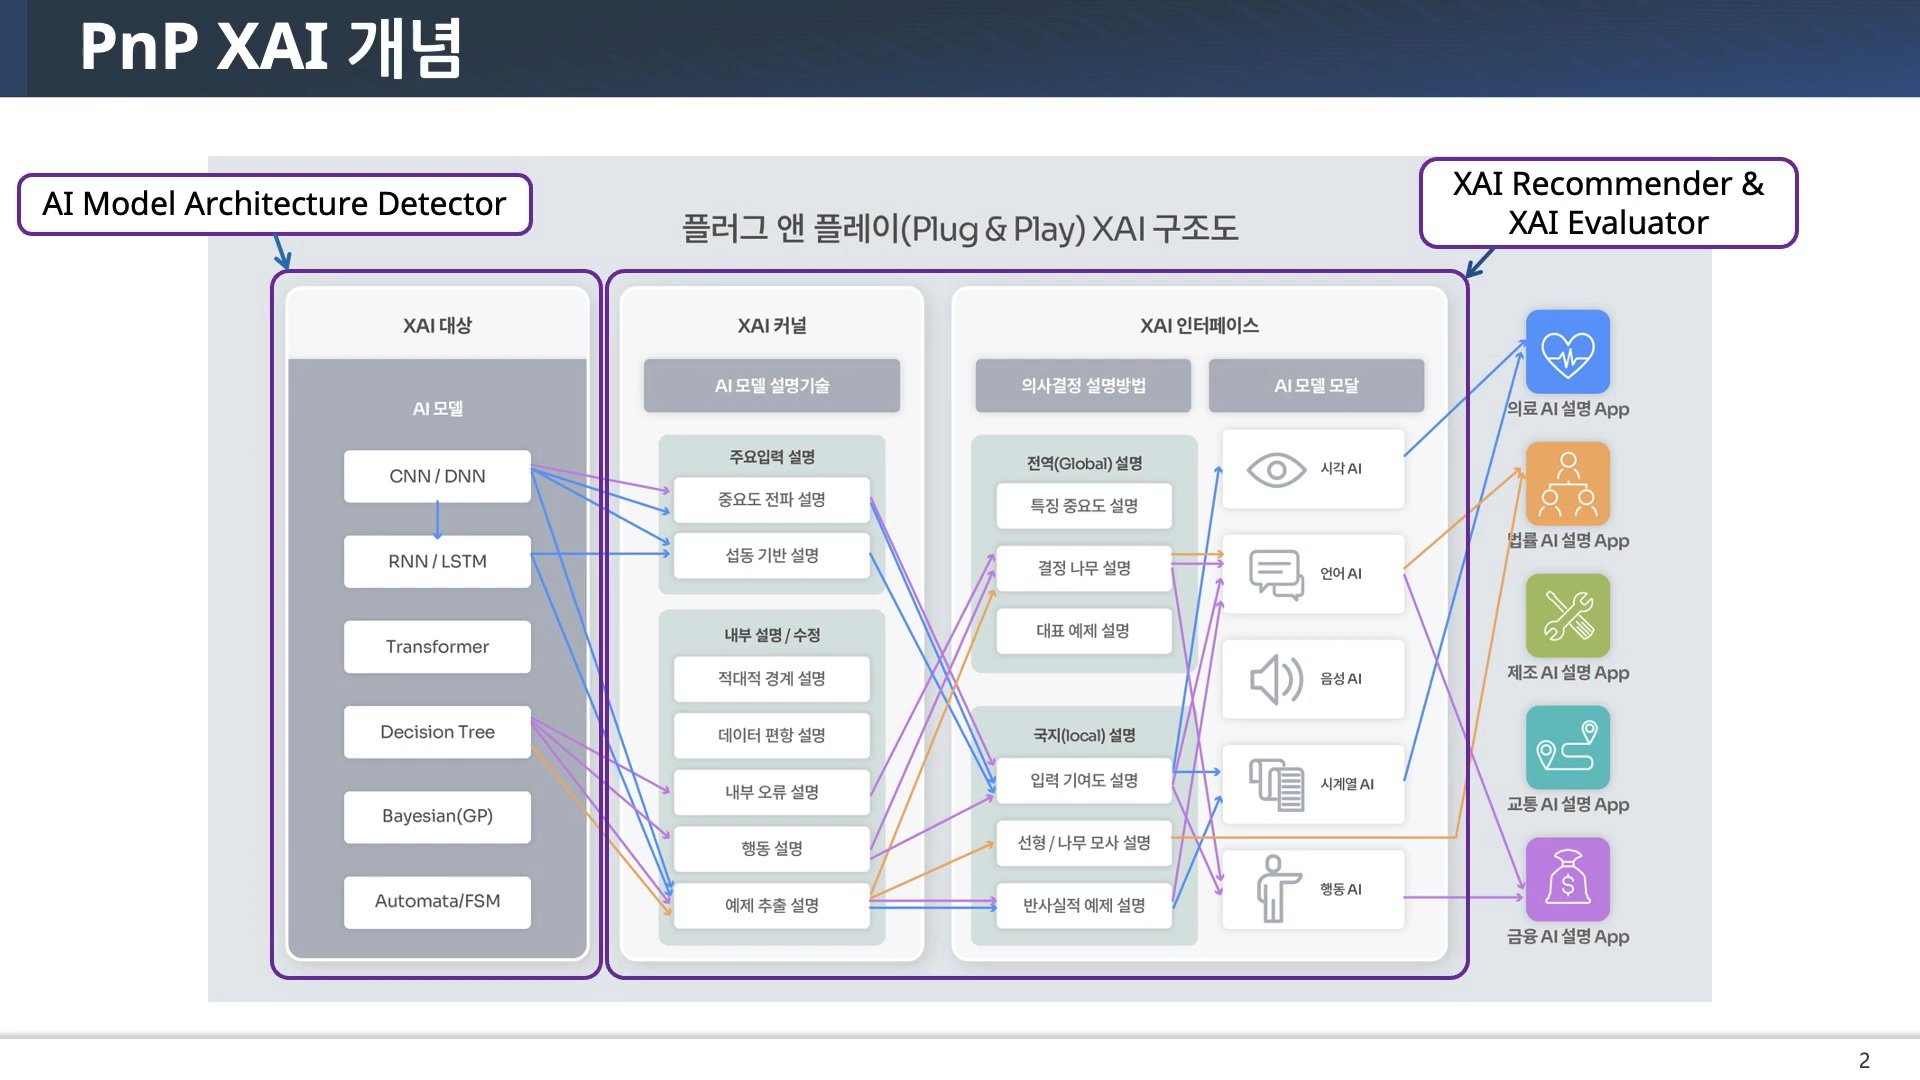 PnP XAI 개념
AI Model Architecture Detector
XAI Recommender &
XAI Evaluator
플러그 앤 플레이(Plug & Play) XAI 구조도
XAI 대상
AI 모델
CNN / DNN
RNN / LSTM
Transformer
Decision Tree
Bayesian(GP)
Automata/FSM
XAI 커널
AI 모델 설명기술
주요입력 설명
중요도 전파 설명
섭동 기반 설명
내부 설명 / 수정
적대적 경계 설명
데이터 편향 설명
내부 오류 설명
행동 설명
예제 추출 설명
XAI 인터페이스
의사결정 설명방법
전역(Global) 설명
특징 중요도 설명
결정 나무 설명
대표 예제 설명
국지(local) 설명
입력 기여도 설명
선형 / 나무 모사 설명
반사실적 예제 설명
AI 모델 모달
시각 AI
언어 AI
음성 AI
시계열 AI
행동 AI
의료 AI 설명 App
법률 AI 설명 App
제조 AI 설명 App
교통 AI 설명 App
$
금융 AI 설명 App
2